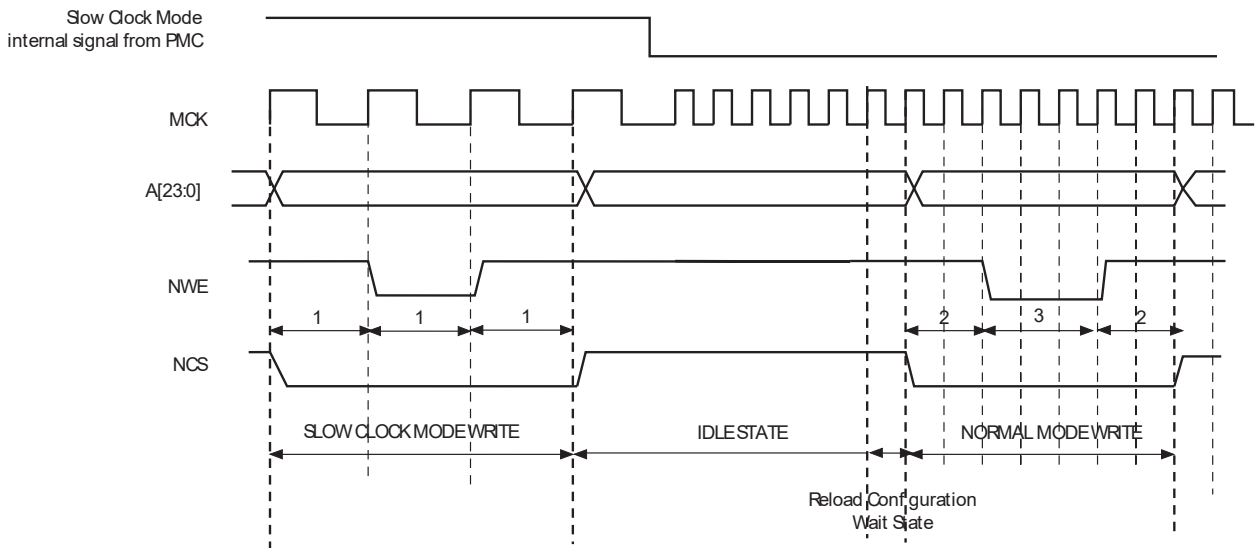 Slow Clock Mode
internal signal from PMC
MCK
A[23:0]
NWE
1 1 1 2 3 2
NCS
SLOW CLOCK MODE WRITE IDLE STATE NORMAL MODE WRITE
Reload Configuration
Wait State